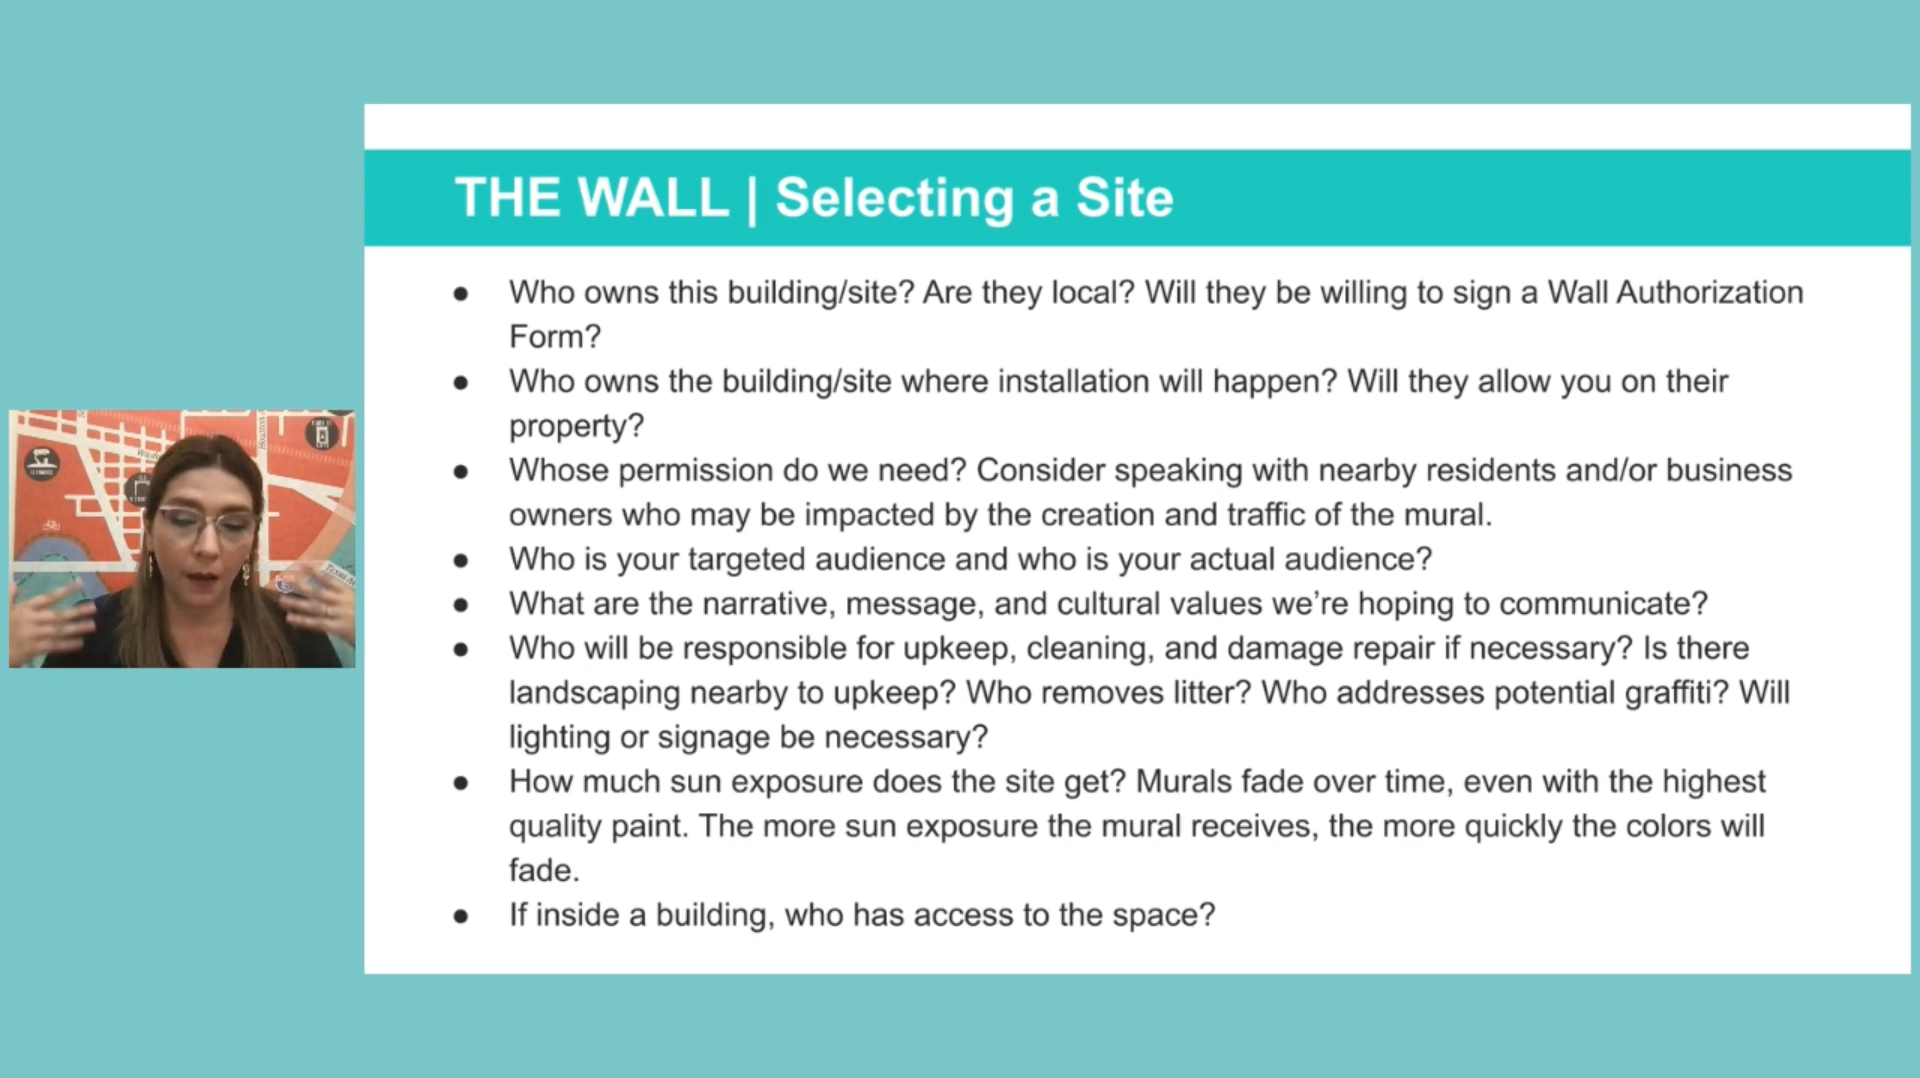 THE WALL | Selecting a Site
● Who owns this building/site? Are they local? Will they be willing to sign a Wall Authorization
Form?
● Who owns the building/site where installation will happen? Will they allow you on their
property?
● Whose permission do we need? Consider speaking with nearby residents and/or business
owners who may be impacted by the creation and traffic of the mural.
● Who is your targeted audience and who is your actual audience?
● What are the narrative, message, and cultural values we’re hoping to communicate?
● Who will be responsible for upkeep, cleaning, and damage repair if necessary? Is there
landscaping nearby to upkeep? Who removes litter? Who addresses potential graffiti? Will
lighting or signage be necessary?
● How much sun exposure does the site get? Murals fade over time, even with the highest
quality paint. The more sun exposure the mural receives, the more quickly the colors will
fade.
● If inside a building, who has access to the space?